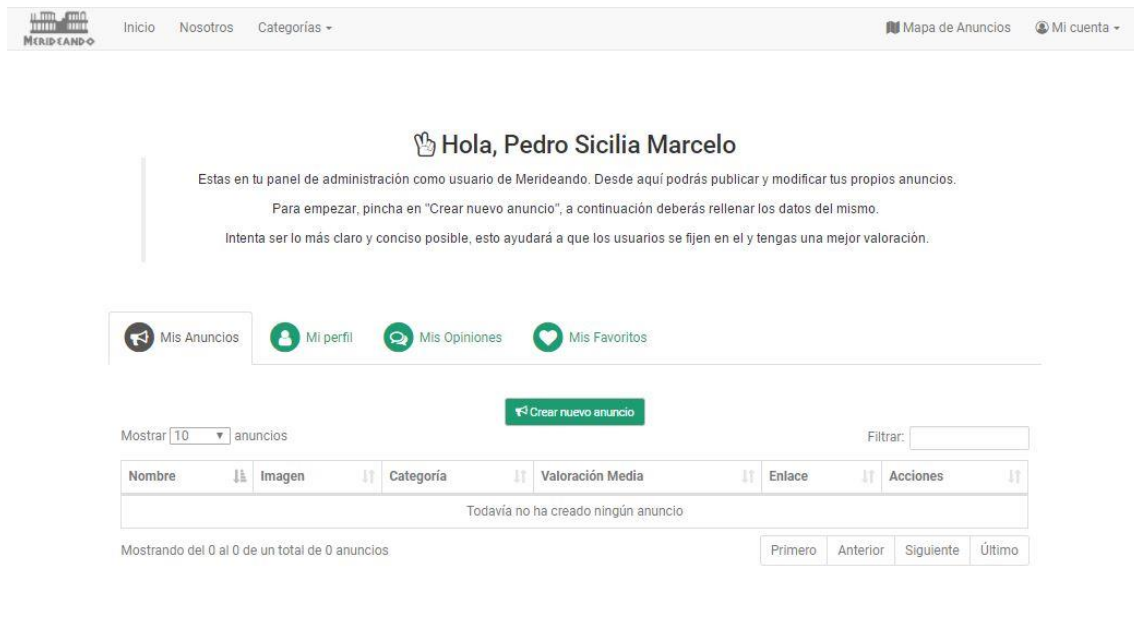 MERIDEANDO
Inicio Nosotros Categorías Mapa de Anuncios Mi cuenta
Hola, Pedro Sicilia Marcelo
Estas en tu panel de administración como usuario de Merideando. Desde aquí podrás publicar y modificar tus propios anuncios.
Para empezar, pincha en "Crear nuevo anuncio", a continuación deberás rellenar los datos del mismo.
Intenta ser lo más claro y conciso posible, esto ayudará a que los usuarios se fijen en el y tengas una mejor valoración.
Mis Anuncios Mi perfil Mis Opiniones Mis Favoritos
Crear nuevo anuncio
Mostrar 10 anuncios Filtrar:
Nombre Imagen Categoría Valoración Media Enlace Acciones
Todavía no ha creado ningún anuncio
Mostrando del 0 al 0 de un total de 0 anuncios Primero Anterior Siguiente Último